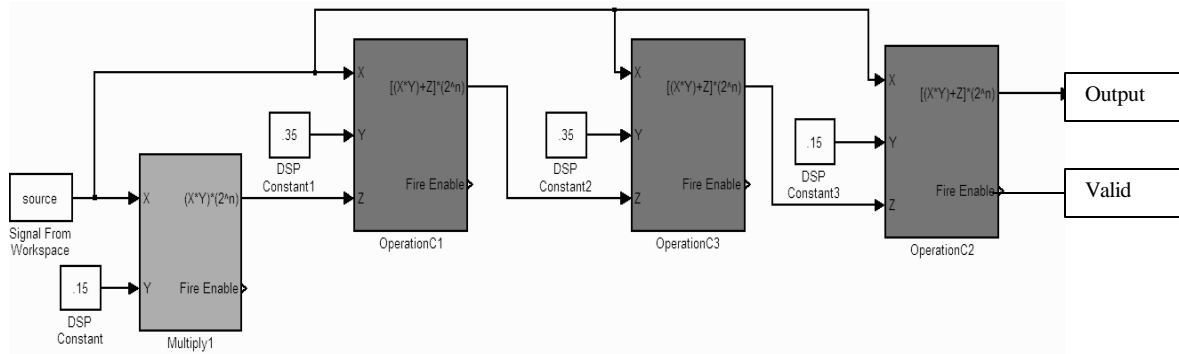 source
Signal From
Workspace
.15
DSP
Constant
X
(X*Y)*(2^n)
Y
Fire Enable
Multiply1
.35
DSP
Constant1
X
[(X*Y)+Z]*(2^n)
Y
Fire Enable
Z
OperationC1
.35
DSP
Constant2
X
[(X*Y)+Z]*(2^n)
Y
Fire Enable
Z
OperationC3
.15
DSP
Constant3
X
[(X*Y)+Z]*(2^n)
Y
Fire Enable
Z
OperationC2
Output
Valid